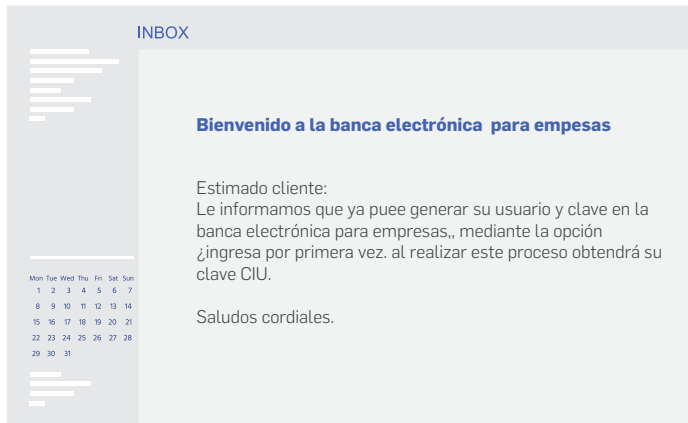 INBOX
Bienvenido a la banca electrónica  para empesas
Estimado cliente:
Le informamos que ya puee generar su usuario y clave en la
banca electrónica para empresas,, mediante la opción
¿ingresa por primera vez. al realizar este proceso obtendrá su
clave CIU.
Saludos cordiales.
Mon Tue Wed Thu Fri Sat Sun
1 2 3 4 5 6 7
8 9 10 11 12 13 14
15 16 17 18 19 20 21
22 23 24 25 26 27 28
29 30 31